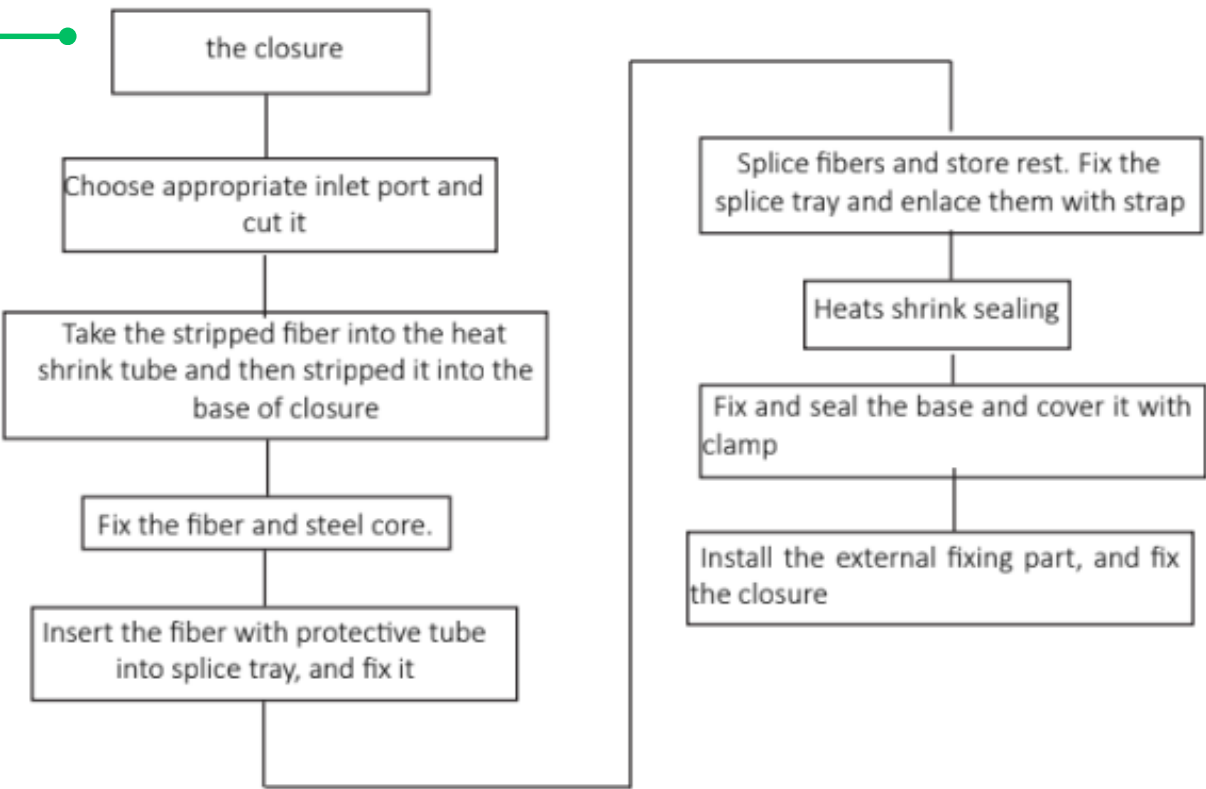 the closure
Choose appropriate inlet port and
cut it
Take the stripped fiber into the heat
shrink tube and then stripped it into the
base of closure
Fix the fiber and steel core.
Insert the fiber with protective tube
into splice tray, and fix it
Splice fibers and store rest. Fix the
splice tray and enlace them with strap
Heats shrink sealing
Fix and seal the base and cover it with
clamp
Install the external fixing part, and fix
the closure